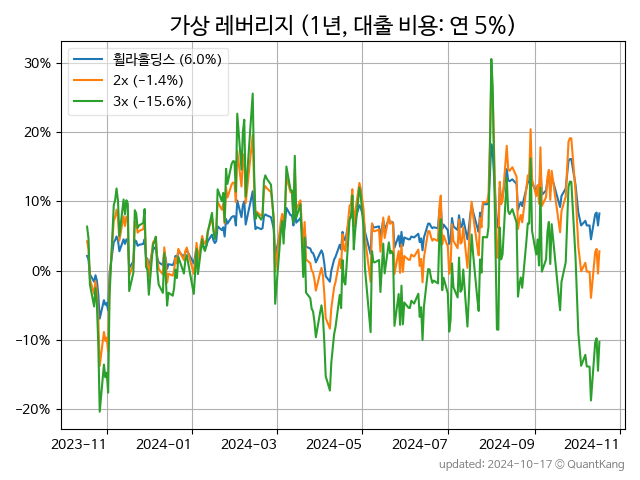 가상 레버리지 (1년, 대출 비용: 연 5%)
휠라홀딩스 (6.0%)
2x (−1.4%)
3x (−15.6%)
30%
20%
10%
0%
−10%
−20%
2023-11
2024-01
2024-03
2024-05
2024-07
2024-09
2024-11
updated: 2024-10-17 © QuantKang